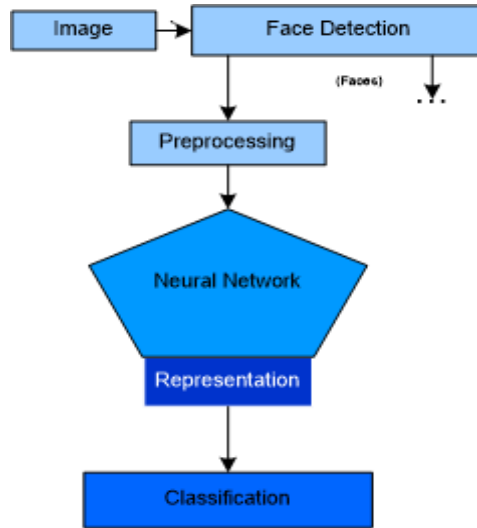 Image
Face Detection
(Faces)
...
Preprocessing
Neural Network
Representation
Classification